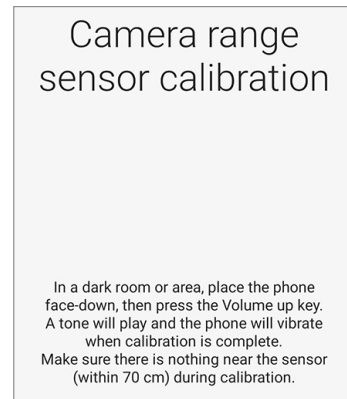 Camera range
sensor calibration
In a dark room or area, place the phone
face-down, then press the Volume up key.
A tone will play and the phone will vibrate
when calibration is complete.
Make sure there is nothing near the sensor
(within 70 cm) during calibration.